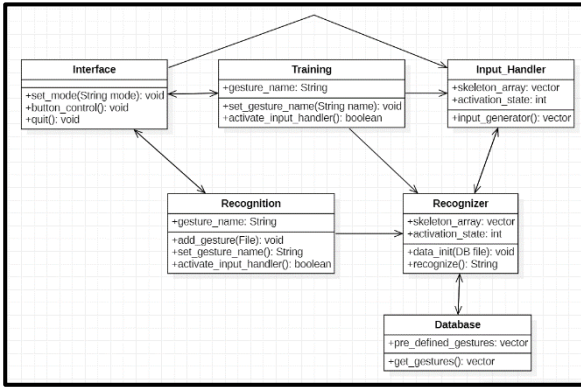 Interface
+set_mode(String mode): void
+button_control(): void
+quit(): void
Training
+gesture_name: String
+set_gesture_name(String name): void
+activate_input_handler(): boolean
Input_Handler
+skeleton_array: vector
+activation_state: int
+input_generator(): vector
Recognition
+gesture_name: String
+add_gesture(File): void
+set_gesture_name(): String
+activate_input_handler(): boolean
Recognizer
+skeleton_array: vector
+activation_state: int
+data_init(DB file): void
+recognize(): String
Database
+pre_defined_gestures: vector
+get_gestures(): vector